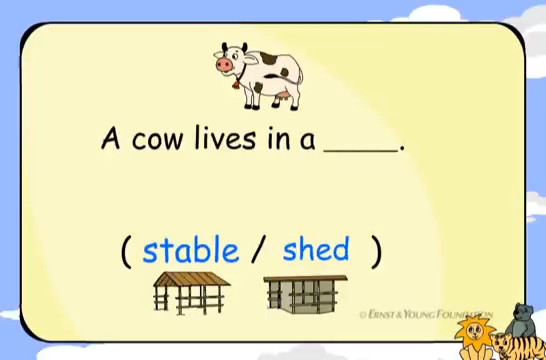 A cow lives in a _____.
( stable / shed )
© ERNST & YOUNG FOUNDATION